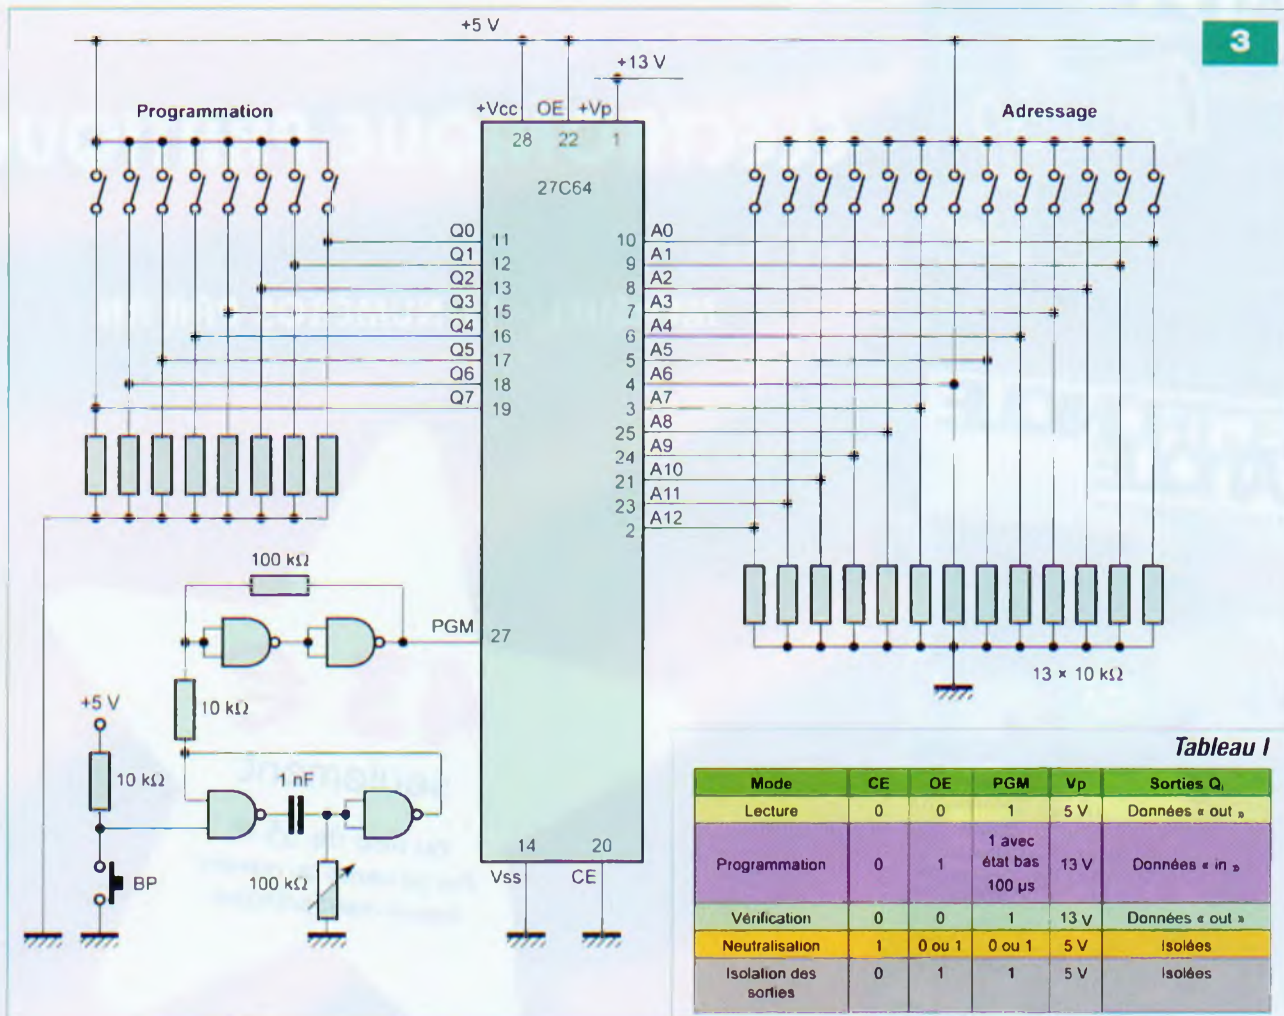 3
+5 V
+13 V
Programmation
Adressage
+Vcc OE +Vp
28 22 1
27C64
Q0 11
Q1 12
Q2 13
Q3 15
Q4 16
Q5 17
Q6 18
Q7 19
10 A0
9 A1
8 A2
7 A3
6 A4
5 A5
4 A6
3 A7
25 A8
24 A9
21 A10
23 A11
2 A12
100 kΩ
PGM 27
10 kΩ
+5 V
10 kΩ
1 nF
BP
100 kΩ
14 20
Vss CE
13 × 10 kΩ
Tableau I
Mode CE OE PGM Vp Sorties Qi
Lecture 0 0 1 5 V Données « out »
Programmation 0 1 1 avec état bas 100 µs 13 V Données « in »
Vérification 0 0 1 13 V Données « out »
Neutralisation 1 0 ou 1 0 ou 1 5 V Isolées
Isolation des sorties 0 1 1 5 V Isolées